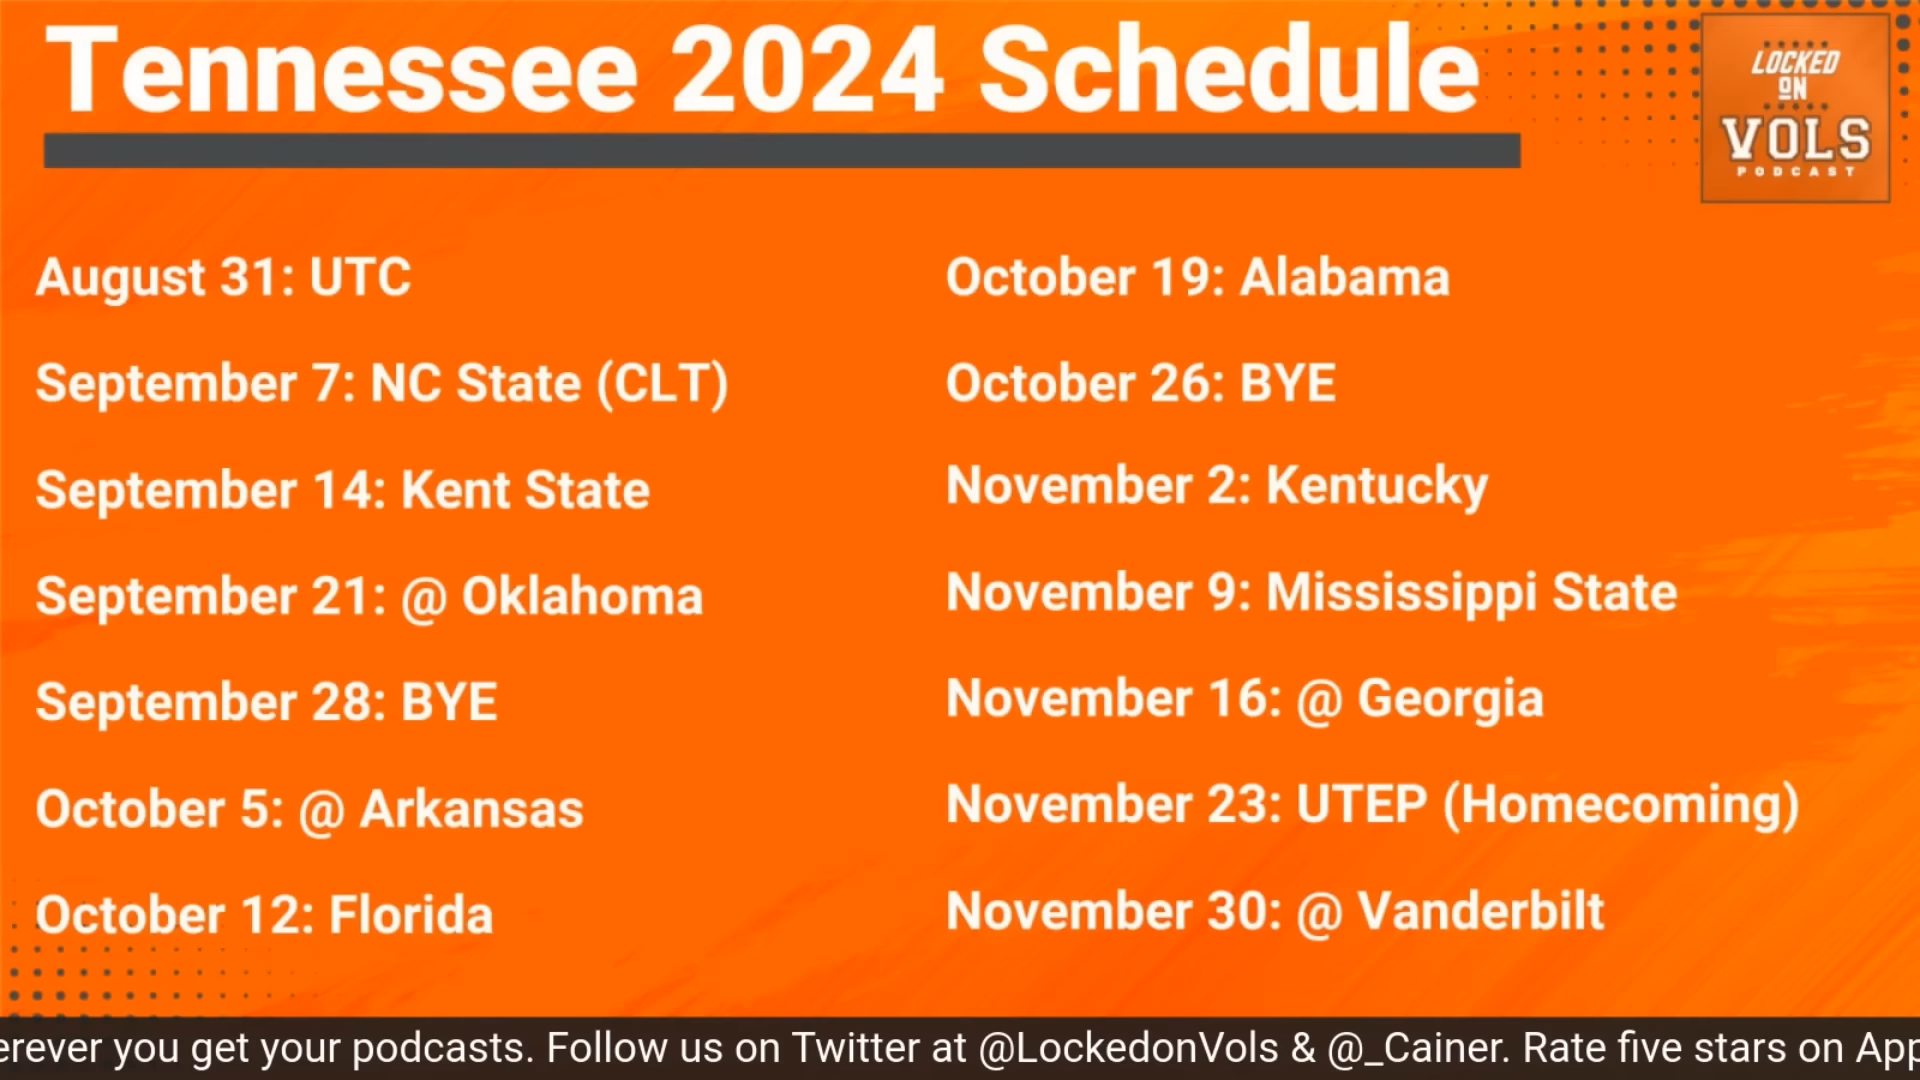 Tennessee 2024 Schedule
LOCKED
ON
VOLS
PODCAST
August 31: UTC
September 7: NC State (CLT)
September 14: Kent State
September 21: @ Oklahoma
September 28: BYE
October 5: @ Arkansas
October 12: Florida
October 19: Alabama
October 26: BYE
November 2: Kentucky
November 9: Mississippi State
November 16: @ Georgia
November 23: UTEP (Homecoming)
November 30: @ Vanderbilt
erever you get your podcasts. Follow us on Twitter at @LockedonVols & @_Cainer. Rate five stars on App